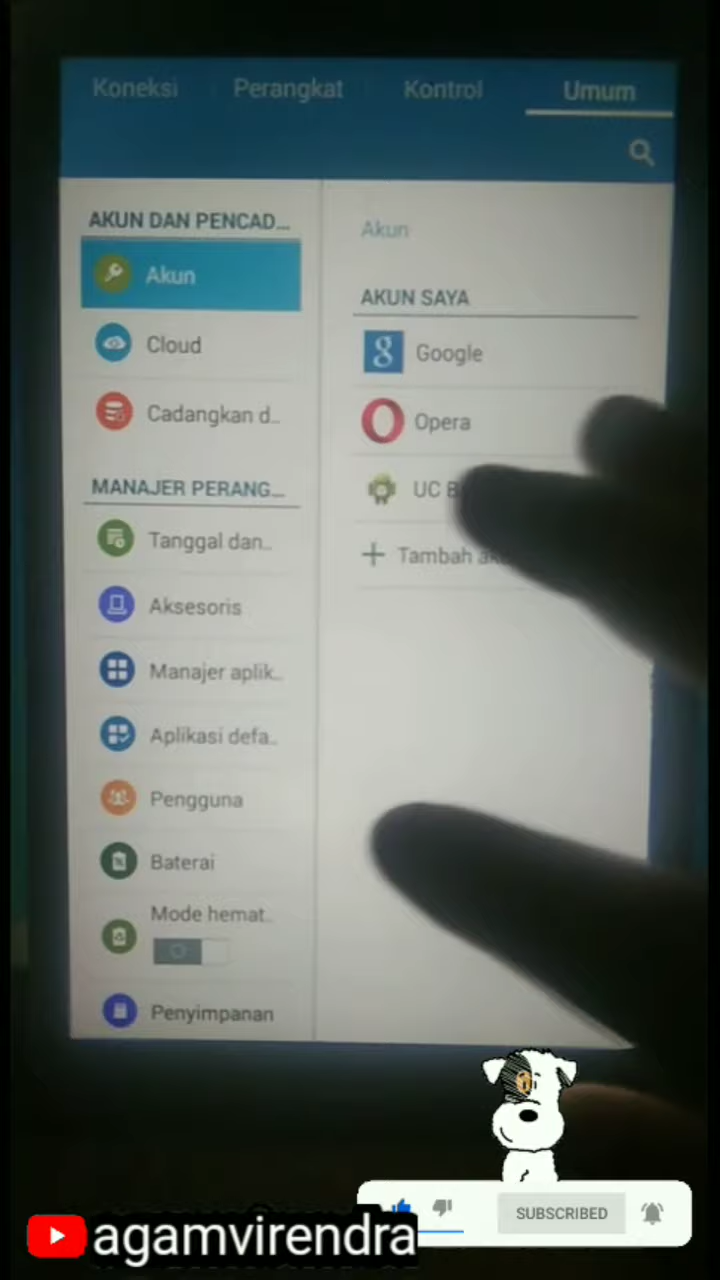 Koneksi
Perangkat
Kontrol
Umum
AKUN DAN PENCAD...
Akun
Cloud
Cadangkan d..
MANAJER PERANG...
Tanggal dan..
Aksesoris
Manajer aplik..
Aplikasi defa..
Pengguna
Baterai
Mode hemat..
Penyimpanan
Akun
AKUN SAYA
Google
Opera
UC
Tambah
SUBSCRIBED
agamvirendra